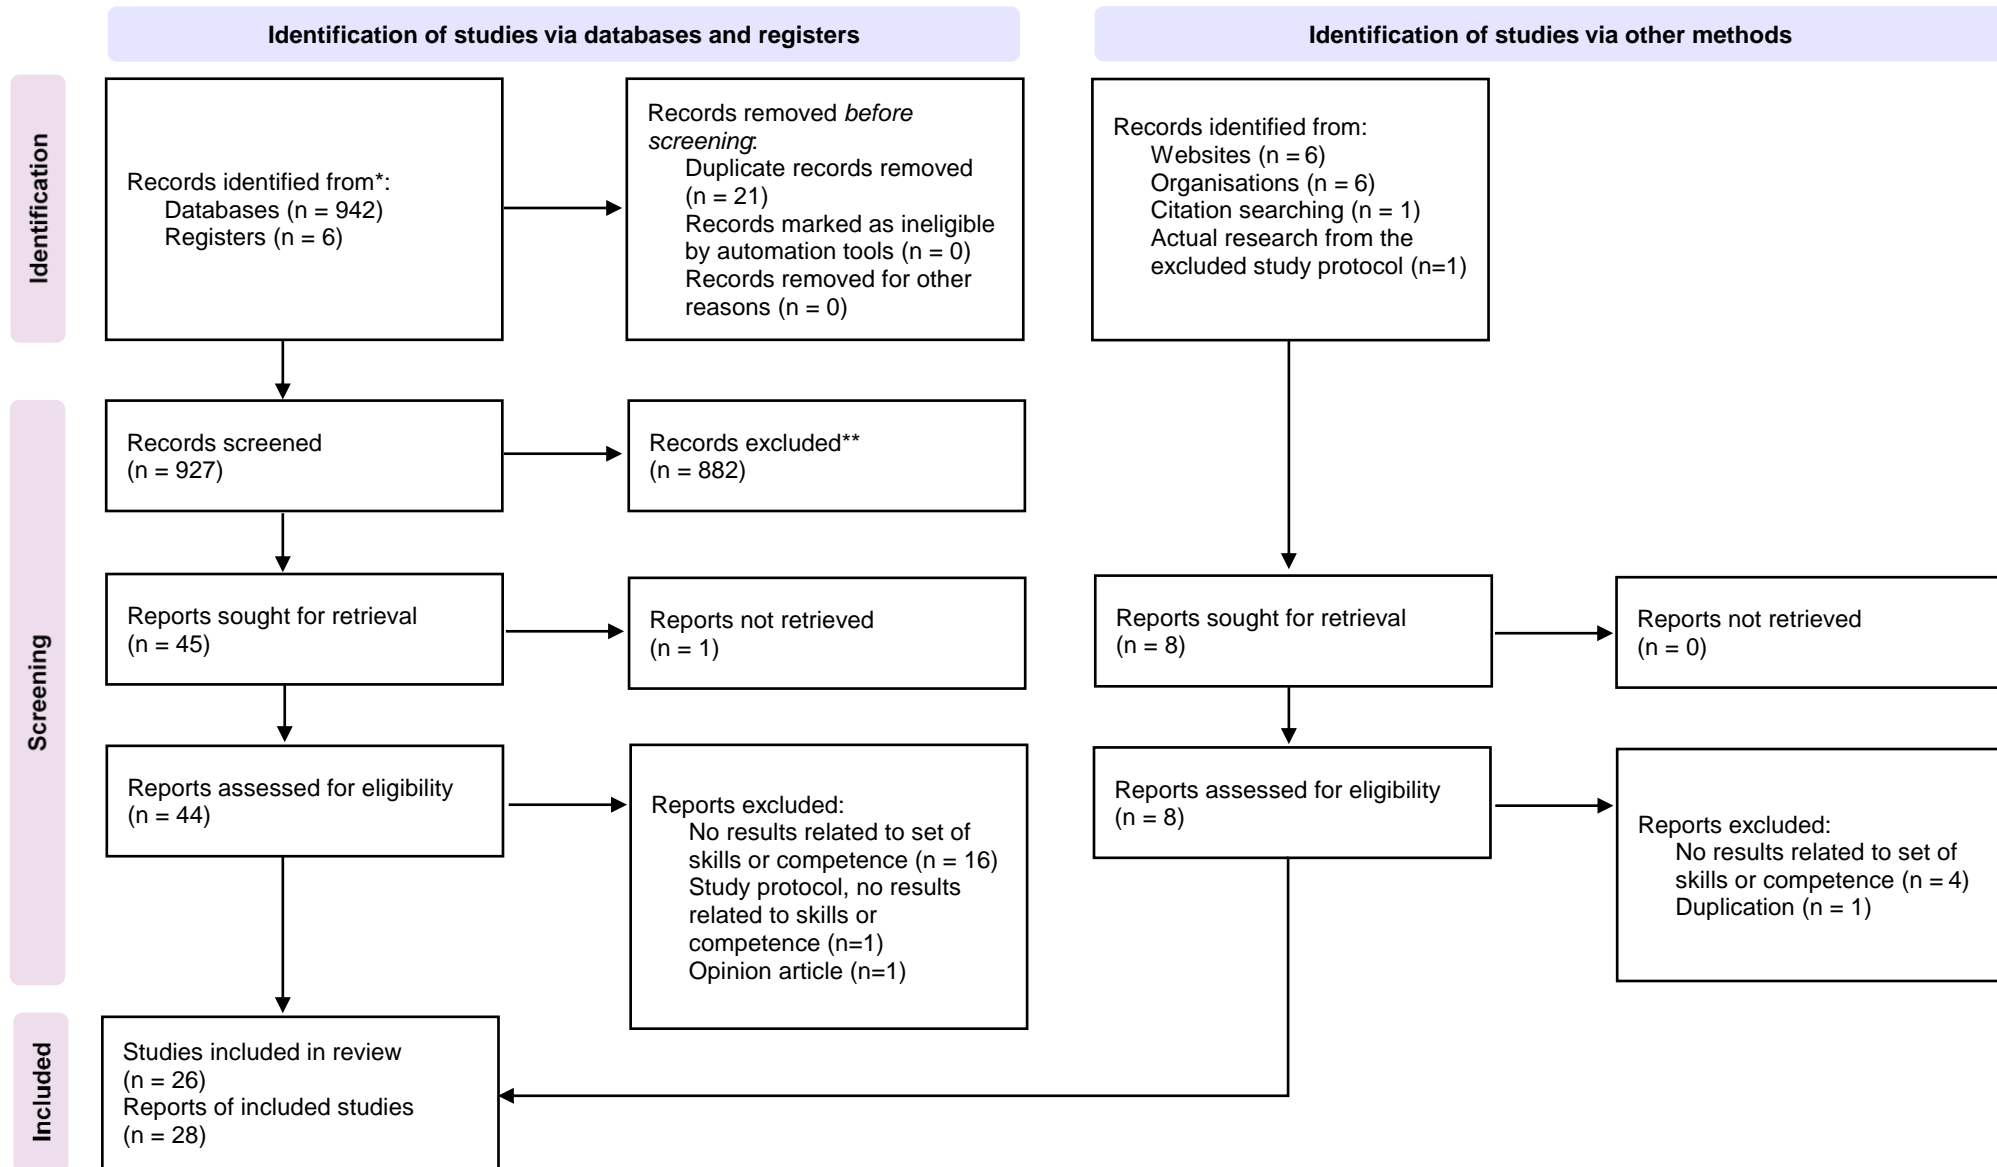 Identification of studies via databases and registers
Identification of studies via other methods
Identification
Records identified from*:
Databases (n = 942)
Registers (n = 6)
Records removed before
screening:
Duplicate records removed
(n = 21)
Records marked as ineligible
by automation tools (n = 0)
Records removed for other
reasons (n = 0)
Records identified from:
Websites (n = 6)
Organisations (n = 6)
Citation searching (n = 1)
Actual research from the
excluded study protocol (n=1)
Screening
Records screened
(n = 927)
Records excluded**
(n = 882)
Reports sought for retrieval
(n = 45)
Reports not retrieved
(n = 1)
Reports sought for retrieval
(n = 8)
Reports not retrieved
(n = 0)
Reports assessed for eligibility
(n = 44)
Reports excluded:
No results related to set of
skills or competence (n = 16)
Study protocol, no results
related to skills or
competence (n=1)
Opinion article (n=1)
Reports assessed for eligibility
(n = 8)
Reports excluded:
No results related to set of
skills or competence (n = 4)
Duplication (n = 1)
Included
Studies included in review
(n = 26)
Reports of included studies
(n = 28)